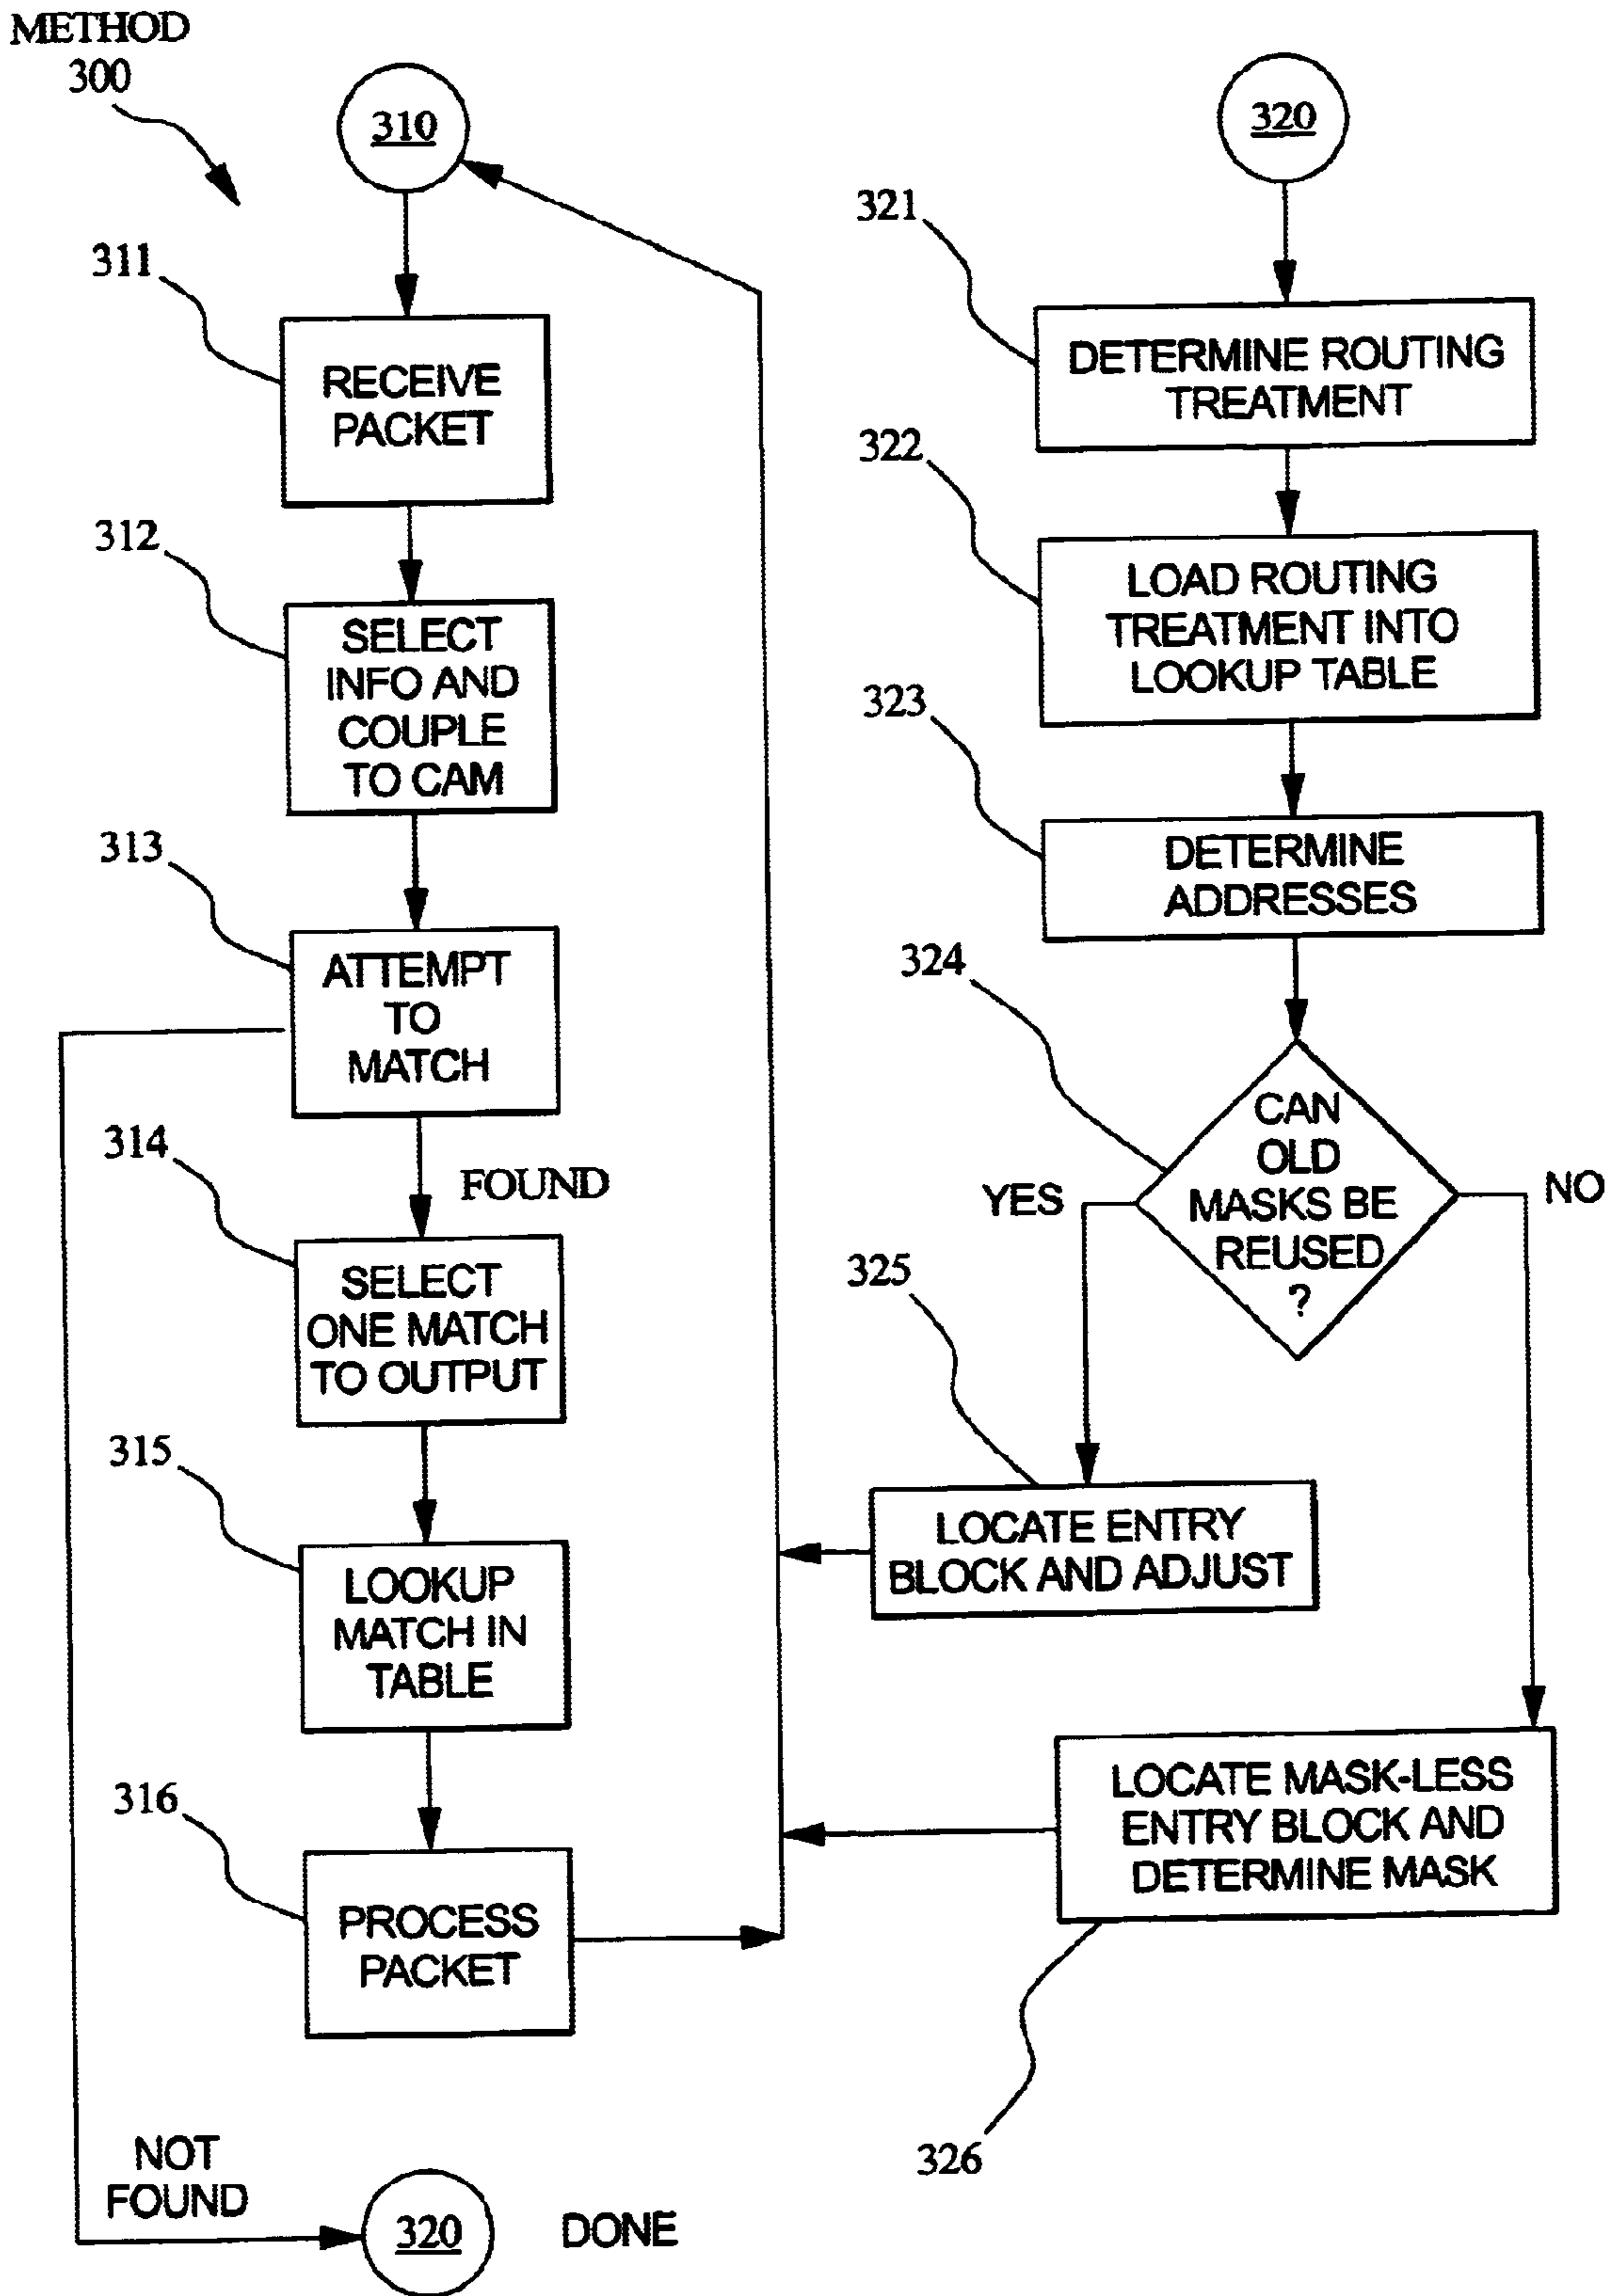 METHOD
300
310
311
RECEIVE
PACKET
312
SELECT
INFO AND
COUPLE
TO CAM
313
ATTEMPT
TO
MATCH
314
FOUND
SELECT
ONE MATCH
TO OUTPUT
315
LOOKUP
MATCH IN
TABLE
316
PROCESS
PACKET
NOT
FOUND
320
DONE
320
321
DETERMINE ROUTING
TREATMENT
322
LOAD ROUTING
TREATMENT INTO
LOOKUP TABLE
323
DETERMINE
ADDRESSES
324
CAN
OLD
MASKS BE
REUSED
?
YES
NO
325
LOCATE ENTRY
BLOCK AND ADJUST
LOCATE MASK-LESS
ENTRY BLOCK AND
DETERMINE MASK
326